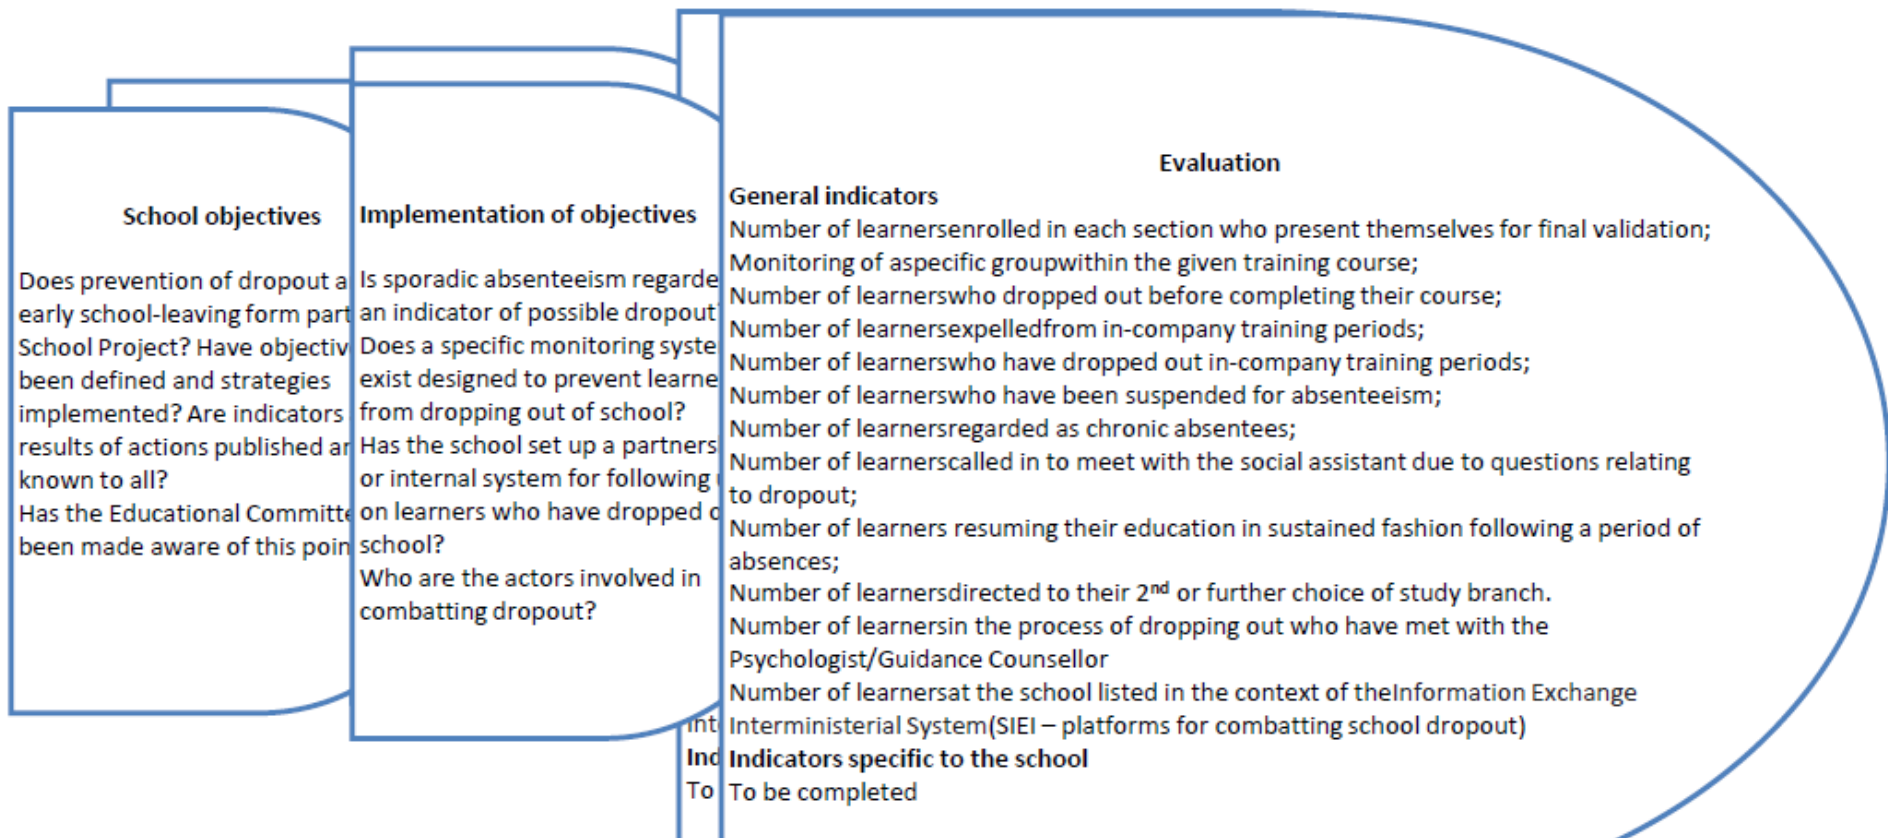 School objectives
Does prevention of dropout a
early school-leaving form part
School Project? Have objectiv
been defined and strategies
implemented? Are indicators
results of actions published ar
known to all?
Has the Educational Committe
been made aware of this poin
Implementation of objectives
Is sporadic absenteeism regarde
an indicator of possible dropout
Does a specific monitoring syste
exist designed to prevent learne
from dropping out of school?
Has the school set up a partners
or internal system for following
on learners who have dropped o
school?
Who are the actors involved in
combatting dropout?
Inte
Ind
To
Evaluation
General indicators
Number of learnersenrolled in each section who present themselves for final validation;
Monitoring of aspecific groupwithin the given training course;
Number of learnerswho dropped out before completing their course;
Number of learnersexpelledfrom in-company training periods;
Number of learnerswho have dropped out in-company training periods;
Number of learnerswho have been suspended for absenteeism;
Number of learnersregarded as chronic absentees;
Number of learnerscalled in to meet with the social assistant due to questions relating
to dropout;
Number of learners resuming their education in sustained fashion following a period of
absences;
Number of learnersdirected to their 2nd or further choice of study branch.
Number of learnersin the process of dropping out who have met with the
Psychologist/Guidance Counsellor
Number of learnersat the school listed in the context of theInformation Exchange
Interministerial System(SIEI – platforms for combatting school dropout)
Indicators specific to the school
To be completed